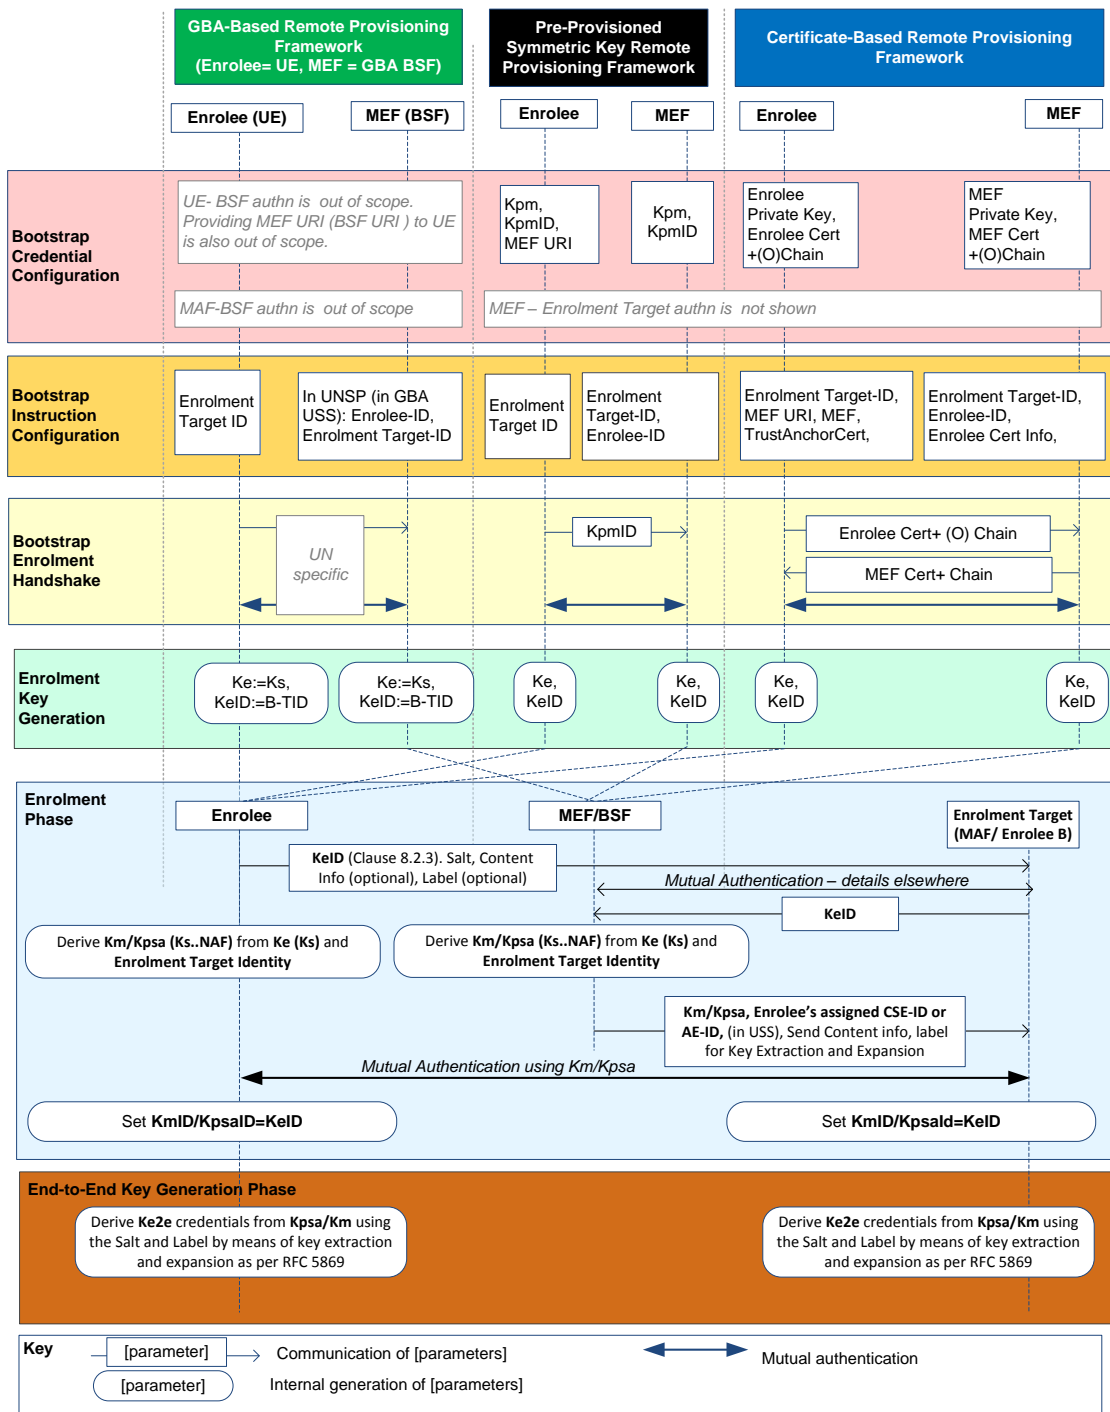 GBA-Based Remote Provisioning
Framework
(Enrolee= UE, MEF = GBA BSF)
Pre-Provisioned
Symmetric Key Remote
Provisioning Framework
Certificate-Based Remote Provisioning
Framework
Enrolee (UE)
MEF (BSF)
Enrolee
MEF
Enrolee
MEF
Bootstrap
Credential
Configuration
UE- BSF authn is  out of scope.
Providing MEF URI (BSF URI ) to UE
is also out of scope.
Kpm,
KpmID,
MEF URI
Kpm,
KpmID
Enrolee
Private Key,
Enrolee Cert
+(O)Chain
MEF
Private Key,
MEF Cert
+(O)Chain
MAF-BSF authn is  out of scope
MEF – Enrolment Target authn is  not shown
Bootstrap
Instruction
Configuration
Enrolment
Target ID
In UNSP (in GBA
USS): Enrolee-ID,
Enrolment Target-ID
Enrolment
Target ID
Enrolment
Target-ID,
Enrolee-ID
Enrolment Target-ID,
MEF URI, MEF,
TrustAnchorCert,
Enrolment Target-ID,
Enrolee-ID,
Enrolee Cert Info,
Bootstrap
Enrolment
Handshake
UN
specific
KpmID
Enrolee Cert+ (O) Chain
MEF Cert+ Chain
Enrolment
Key
Generation
Ke:=Ks,
KeID:=B-TID
Ke:=Ks,
KeID:=B-TID
Ke,
KeID
Ke,
KeID
Ke,
KeID
Ke,
KeID
Enrolment
Phase
Enrolee
MEF/BSF
Enrolment Target
(MAF/ Enrolee B)
KeID (Clause 8.2.3). Salt, Content
Info (optional), Label (optional)
Mutual Authentication – details elsewhere
KeID
Derive Km/Kpsa (Ks..NAF) from Ke (Ks) and
Enrolment Target Identity
Derive Km/Kpsa (Ks..NAF) from Ke (Ks) and
Enrolment Target Identity
Km/Kpsa, Enrolee’s assigned CSE-ID or
AE-ID, (in USS), Send Content info, label
for Key Extraction and Expansion
Mutual Authentication using Km/Kpsa
Set KmID/KpsaID=KeID
Set KmID/KpsaId=KeID
End-to-End Key Generation Phase
Derive Ke2e credentials from Kpsa/Km using
the Salt and Label by means of key extraction
and expansion as per RFC 5869
Derive Ke2e credentials from Kpsa/Km using
the Salt and Label by means of key extraction
and expansion as per RFC 5869
Key
[parameter]
Communication of [parameters]
Mutual authentication
[parameter]
Internal generation of [parameters]